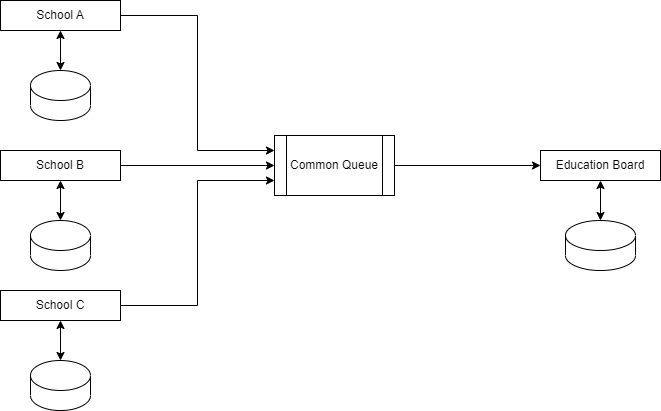 School A
School B
Common Queue
Education Board
School C